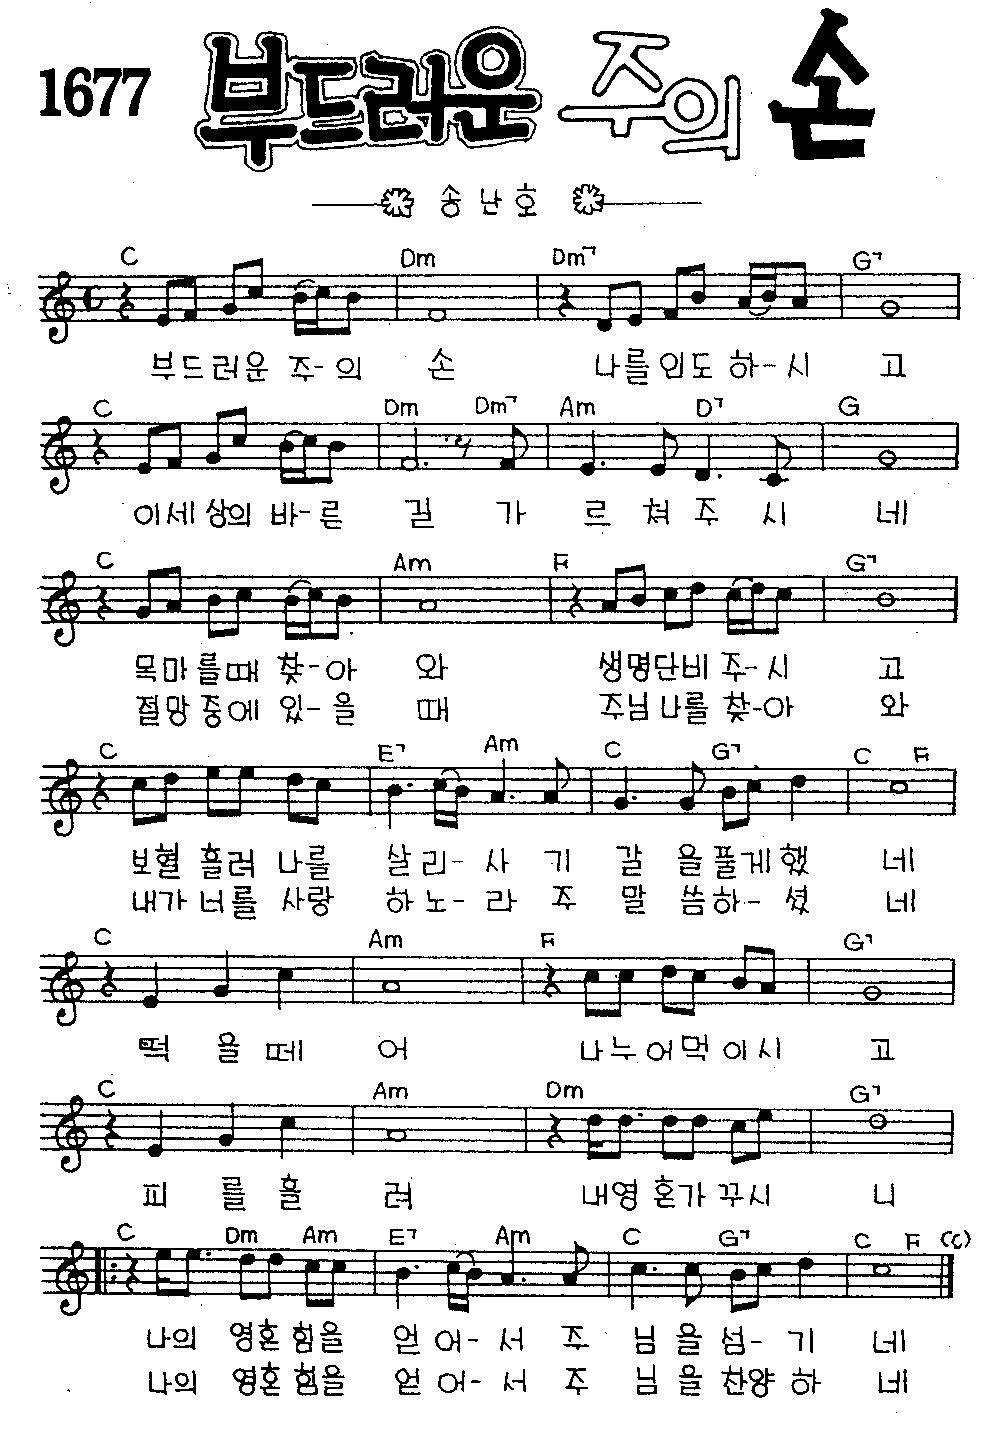 1677 부드러운 주의 손
송난호
C Dm Dm7 G7
부드러운 주-의 손 나를인도하-시 고
C Dm Dm7 Am D7 G
이세상의 바-른 길 가 르 쳐 주 시 네
C Am F G7
목마를때 찾-아 와 생명단비 주-시 고
절망중에 있-을 때 주님나를 찾-아 와
C E7 Am C G7 C F
보혈 흘려 나를 살리-사 기 갈 을풀게했 네
내가너를 사랑 하노-라 주 말 씀하-셨 네
C Am F G7
떡 을떼 어 나누어먹이시 고
C Am Dm G7
피 를 흘 려 내영혼가꾸시 니
C Dm Am E7 Am C G7 C F (C)
나의 영혼힘을 얻어-서 주 님을섬-기 네
나의 영혼힘을 얻어-서 주 님을찬양하 네